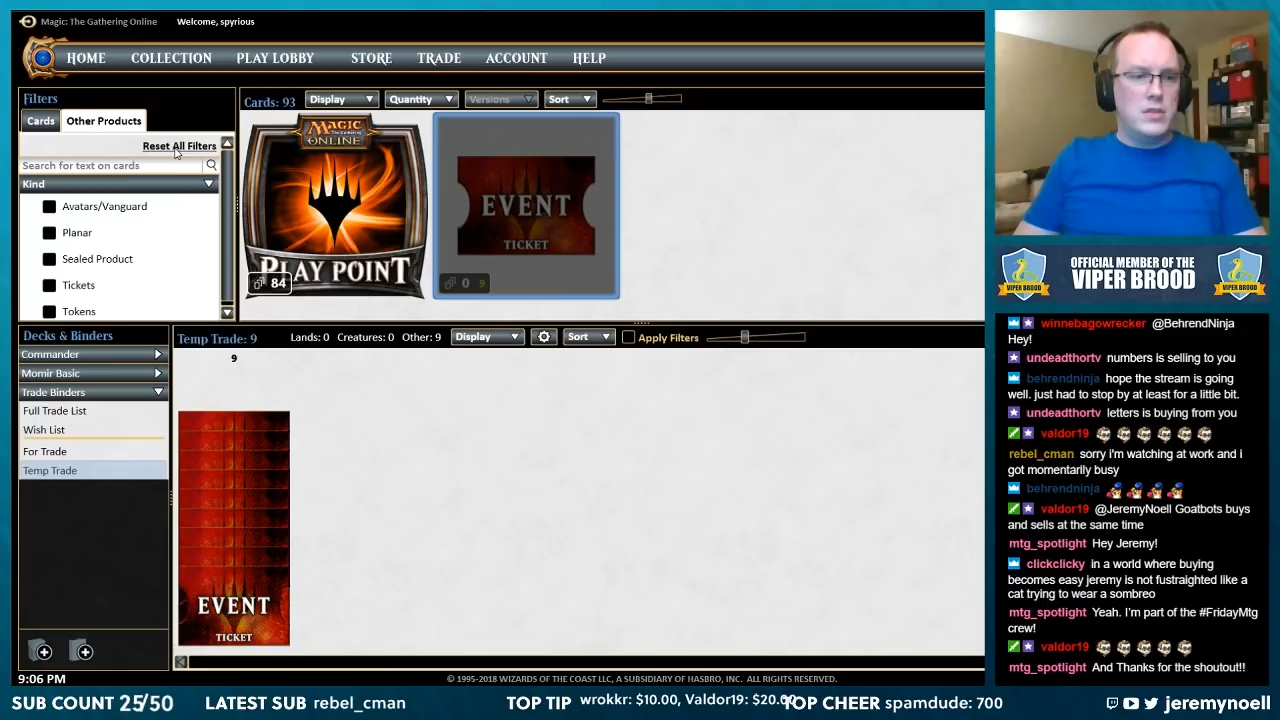 Magic: The Gathering Online
Welcome, spyrious
HOME COLLECTION PLAY LOBBY STORE TRADE ACCOUNT HELP
Filters
Cards Other Products
Reset All Filters
Search for text on cards
Kind
Avatars/Vanguard
Planar
Sealed Product
Tickets
Tokens
Cards: 93 Display Quantity Versions Sort
MAGIC
The Gathering
ONLINE
PLAY POINT
84
EVENT
TICKET
0 9
Decks & Binders
Commander
Momir Basic
Trade Binders
Full Trade List
Wish List
For Trade
Temp Trade
Temp Trade: 9 Lands: 0 Creatures: 0 Other: 9 Display Sort Apply Filters
9
EVENT
TICKET
9:06 PM
© 1995-2018 WIZARDS OF THE COAST LLC, A SUBSIDIARY OF HASBRO, INC. ALL RIGHTS RESERVED.
OFFICIAL MEMBER OF THE
VIPER BROOD
winnebagowrecker @BehrendNinja
Hey!
undeadthortv numbers is selling to you
behrendninja hope the stream is going
well. just had to stop by at least for a little bit.
undeadthortv letters is buying from you
valdor19
rebel_cman sorry i'm watching at work and i
got momentarily busy
behrendninja
valdor19 @JeremyNoell Goatbots buys
and sells at the same time
mtg_spotlight Hey Jeremy!
clickclicky in a world where buying
becomes easy jeremy is not fustraighted like a
cat trying to wear a sombreo
mtg_spotlight Yeah. I'm part of the #FridayMtg
crew!
valdor19
mtg_spotlight And Thanks for the shoutout!!
SUB COUNT 25/50 LATEST SUB rebel_cman TOP TIP wrokkr: $10.00, Valdor19: $20.00 TOP CHEER spamdude: 700 jeremynoell